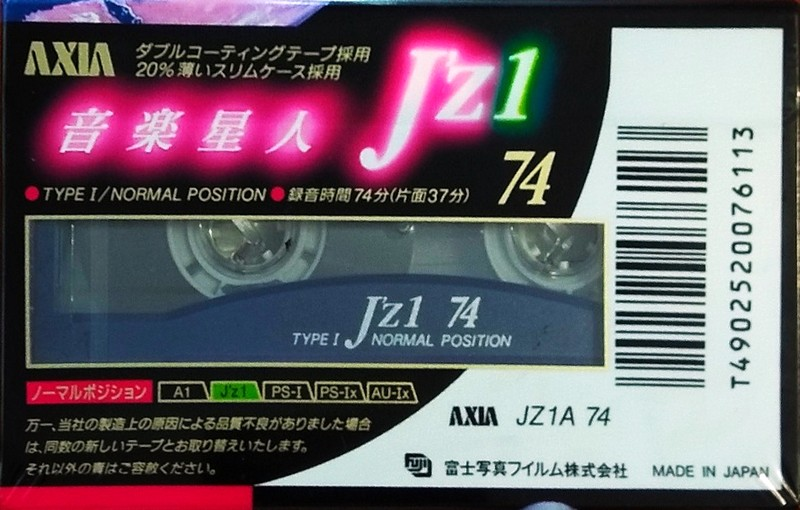 AXIA
ダブルコーティングテープ採用
20%薄いスリムケース採用
J'z1
音楽星人
74
●TYPE I/NORMAL POSITION ●録音時間74分(片面37分)
J'z1 74
TYPE I NORMAL POSITION
ノーマルポジション A1 J'z1 PS-I PS-Ix AU-Ix
万一、当社の製造上の原因による品質不良がありました場合
は、同数の新しいテープとお取り替えいたします。
それ以外の責はご容赦ください。
AXIA JZ1A 74
FUJI 富士写真フイルム株式会社 MADE IN JAPAN
T4902520076113